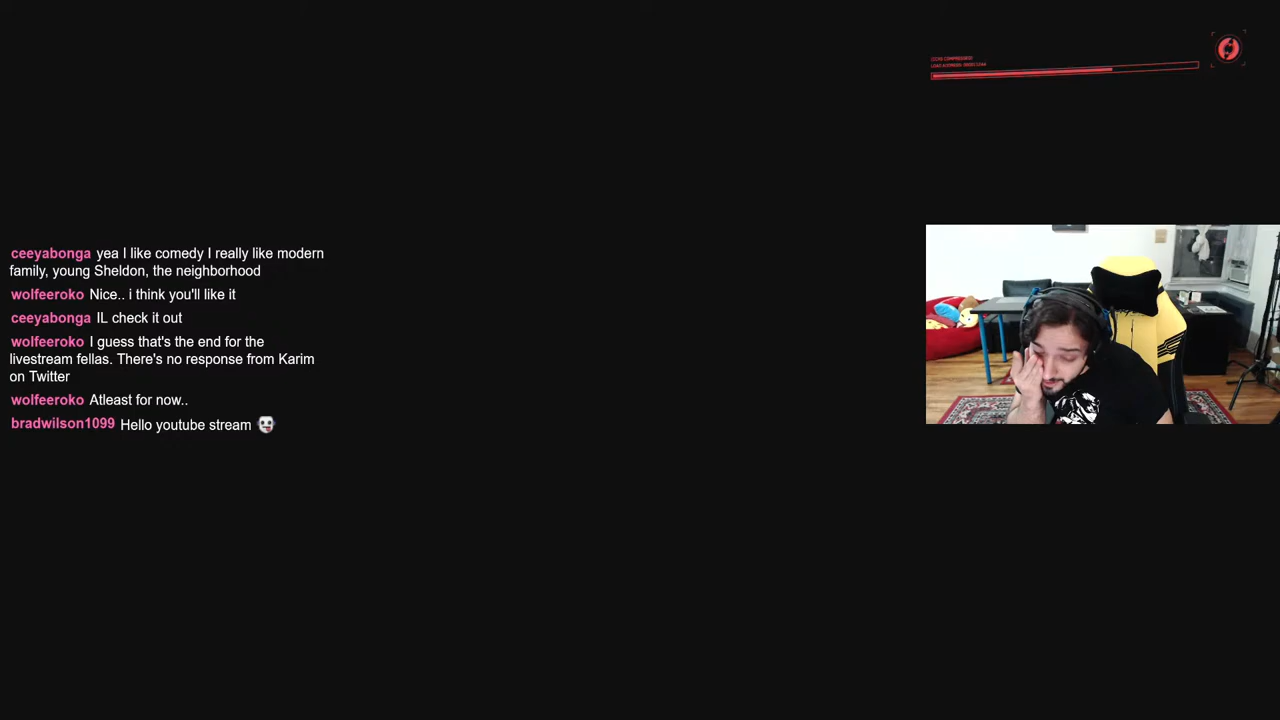 ceeyabonga yea I like comedy I really like modern
family, young Sheldon, the neighborhood
wolfeeroko Nice.. i think you'll like it
ceeyabonga IL check it out
wolfeeroko I guess that's the end for the
livestream fellas. There's no response from Karim
on Twitter
wolfeeroko Atleast for now..
bradwilson1099 Hello youtube stream